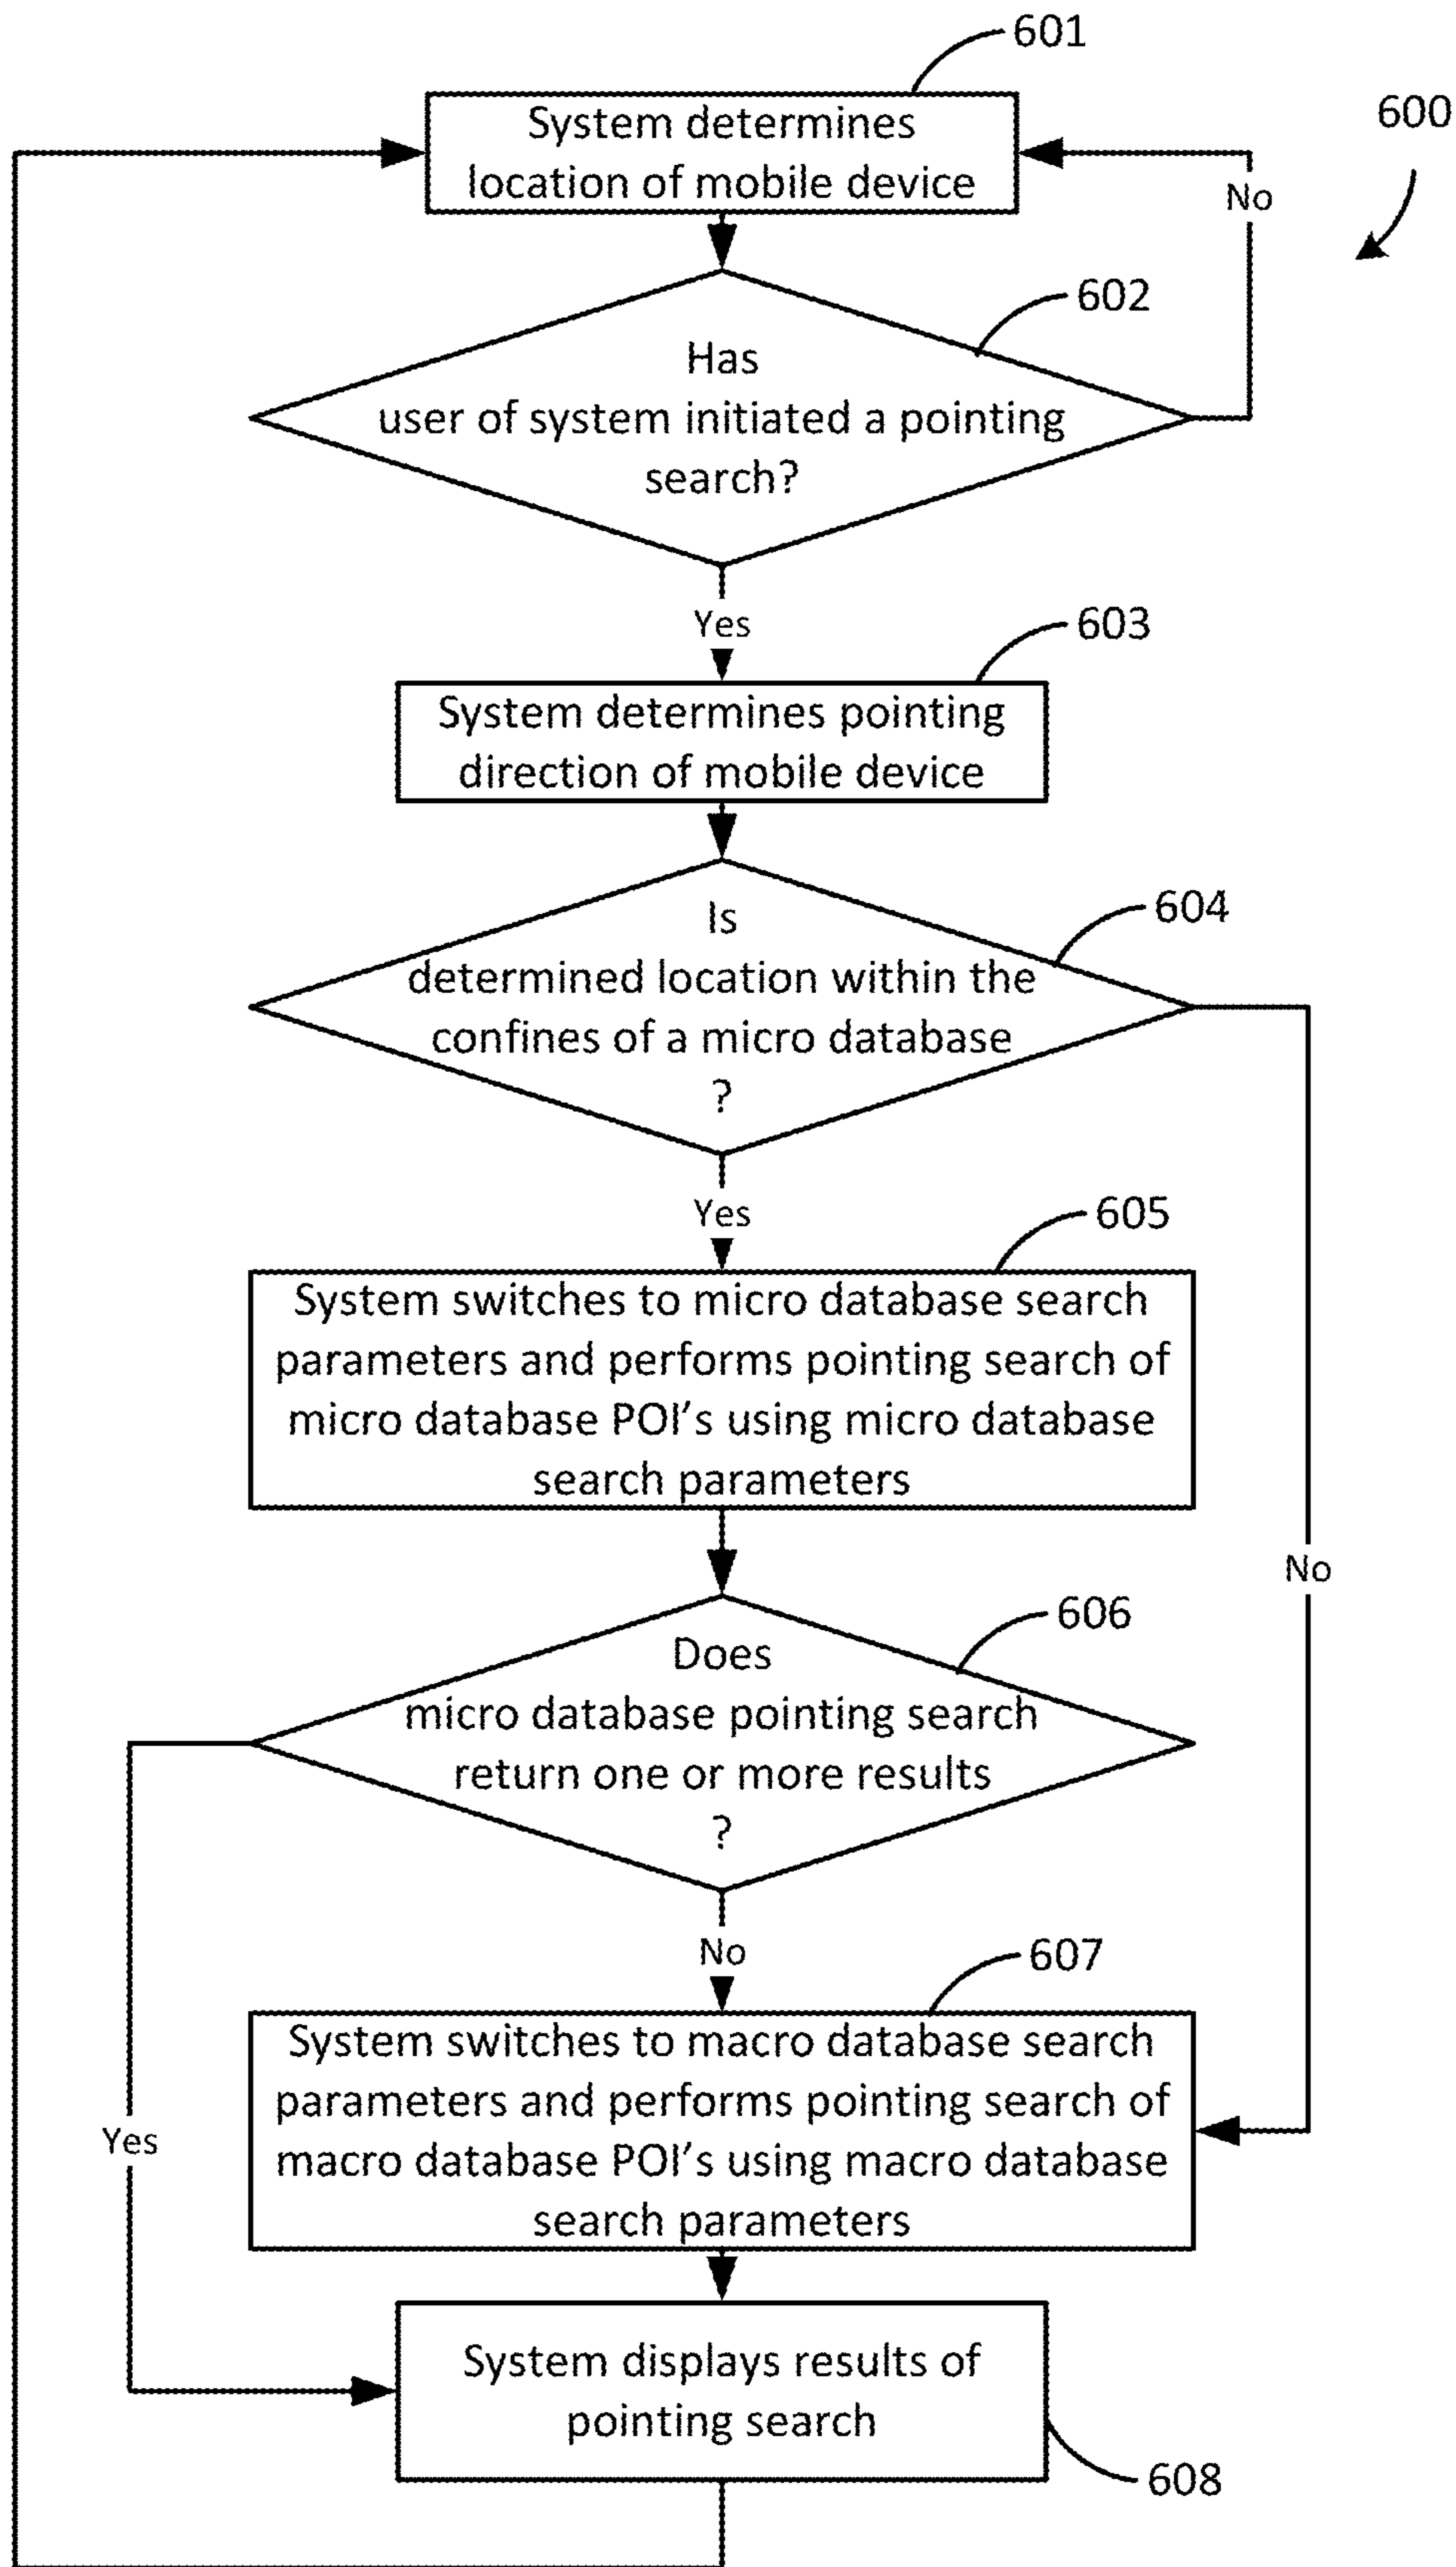 601
System determines
location of mobile device
600
No
602
Has
user of system initiated a pointing
search?
Yes
603
System determines pointing
direction of mobile device
604
Is
determined location within the
confines of a micro database
?
Yes
605
System switches to micro database search
parameters and performs pointing search of
micro database POI's using micro database
search parameters
No
606
Does
micro database pointing search
return one or more results
?
No
607
System switches to macro database search
parameters and performs pointing search of
macro database POI's using macro database
search parameters
Yes
System displays results of
pointing search
608